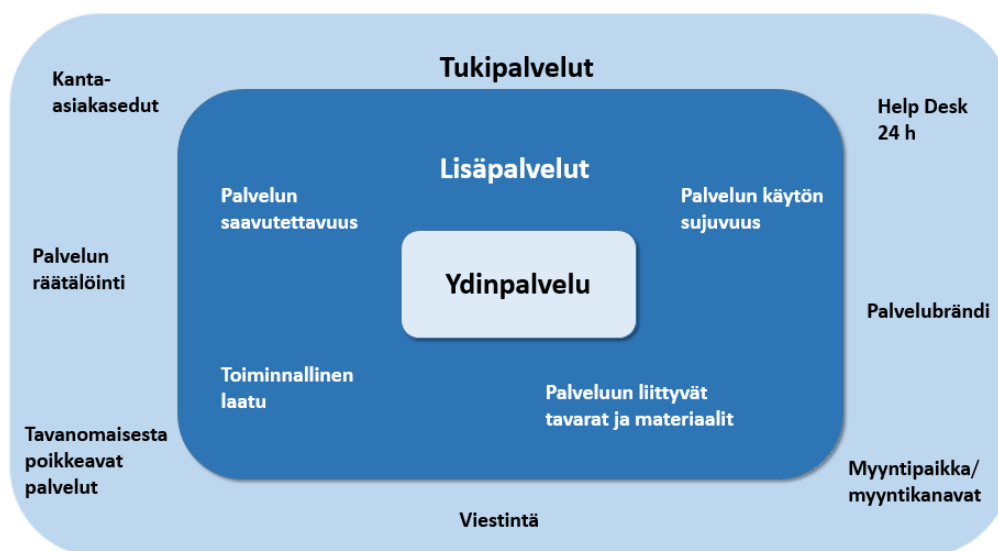 Tukipalvelut
Kanta-
asiakasedut
Help Desk
24 h
Lisäpalvelut
Palvelun
saavutettavuus
Palvelun käytön
sujuvuus
Palvelun
räätälöinti
Ydinpalvelu
Palvelubrändi
Toiminnallinen
laatu
Palveluun liittyvät
tavarat ja materiaalit
Tavanomaisesta
poikkeavat
palvelut
Myyntipaikka/
myyntikanavat
Viestintä